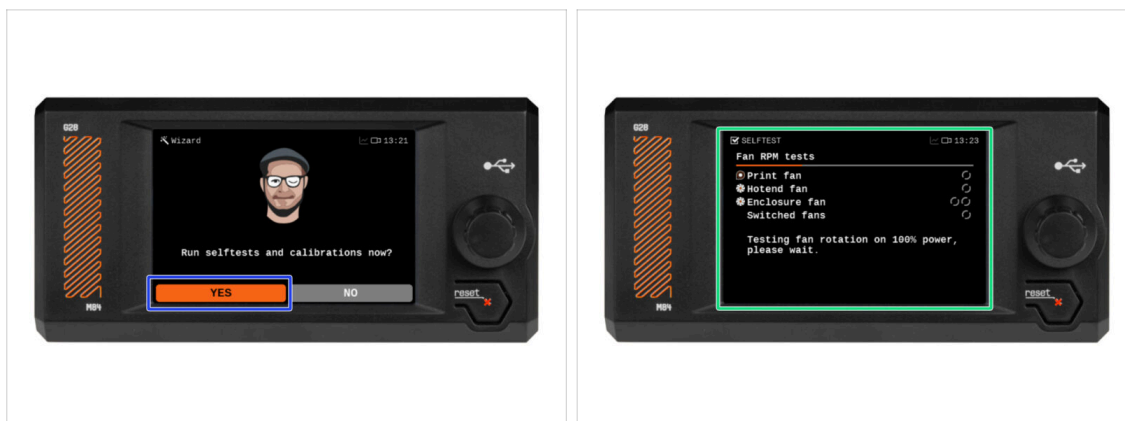 G28
Wizard
13:21
Run selftests and calibrations now?
YES
NO
reset
M84
G28
SELFTEST
13:23
Fan RPM tests
Print fan
Hotend fan
Enclosure fan
Switched fans
Testing fan rotation on 100% power,
please wait.
reset
M84